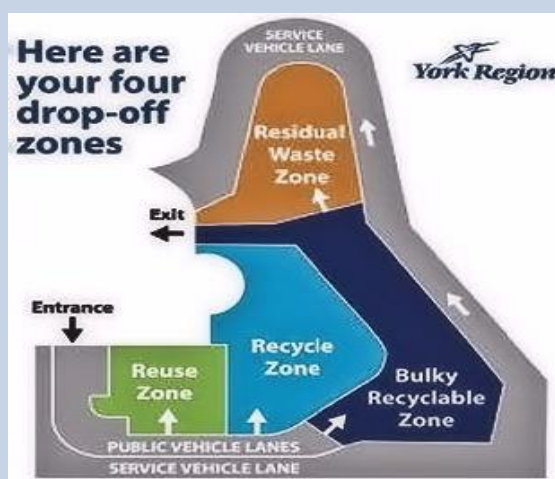 Here are
your four
drop-off
zones
SERVICE
VEHICLE LANE
York Region
Residual
Waste
Zone
Exit
Entrance
Reuse
Zone
Recycle
Zone
Bulky
Recyclable
Zone
PUBLIC VEHICLE LANES
SERVICE VEHICLE LANE